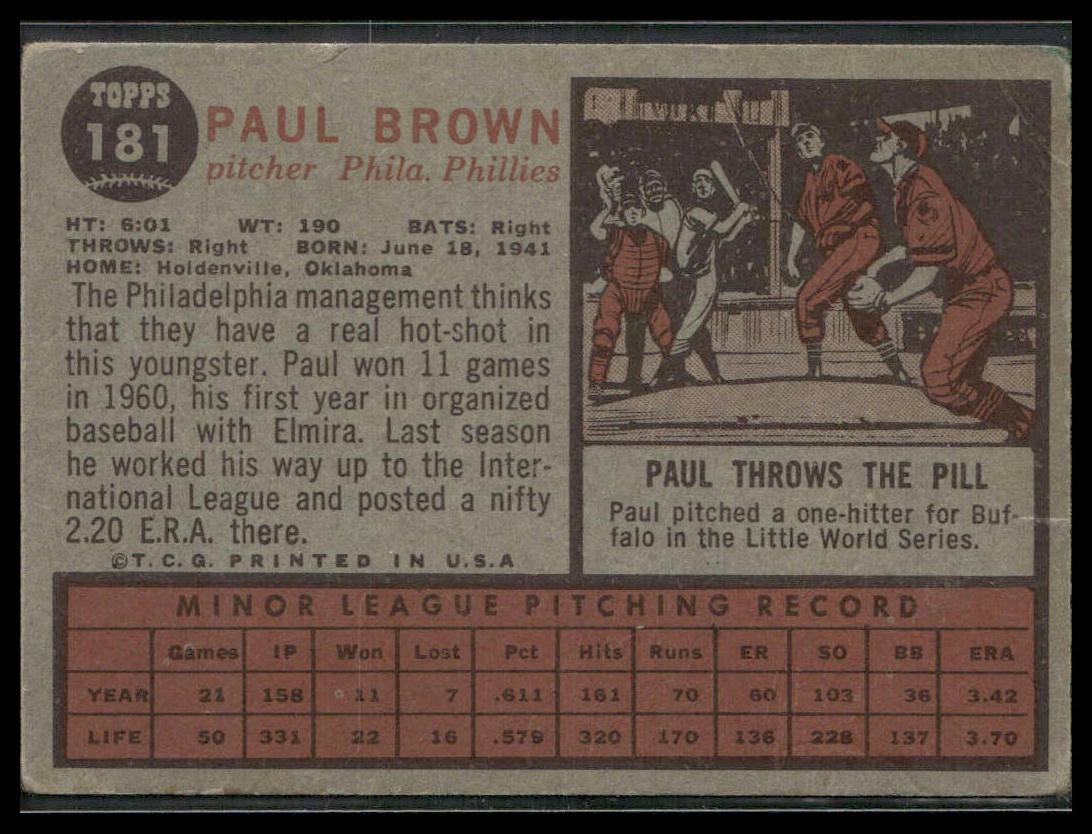 TOPPS
181
PAUL BROWN
pitcher Phila. Phillies
HT: 6:01 WT: 190 BATS: Right
THROWS: Right BORN: June 18, 1941
HOME: Holdenville, Oklahoma
The Philadelphia management thinks
that they have a real hot-shot in
this youngster. Paul won 11 games
in 1960, his first year in organized
baseball with Elmira. Last season
he worked his way up to the Inter-
national League and posted a nifty
2.20 E.R.A. there.
©T.C.G. PRINTED IN U.S.A
PAUL THROWS THE PILL
Paul pitched a one-hitter for Buf-
falo in the Little World Series.
MINOR LEAGUE PITCHING RECORD
Games IP Won Lost Pct Hits Runs ER SO BB ERA
YEAR 21 158 11 7 .611 161 70 60 103 36 3.42
LIFE 50 331 22 16 .579 320 170 136 228 137 3.70